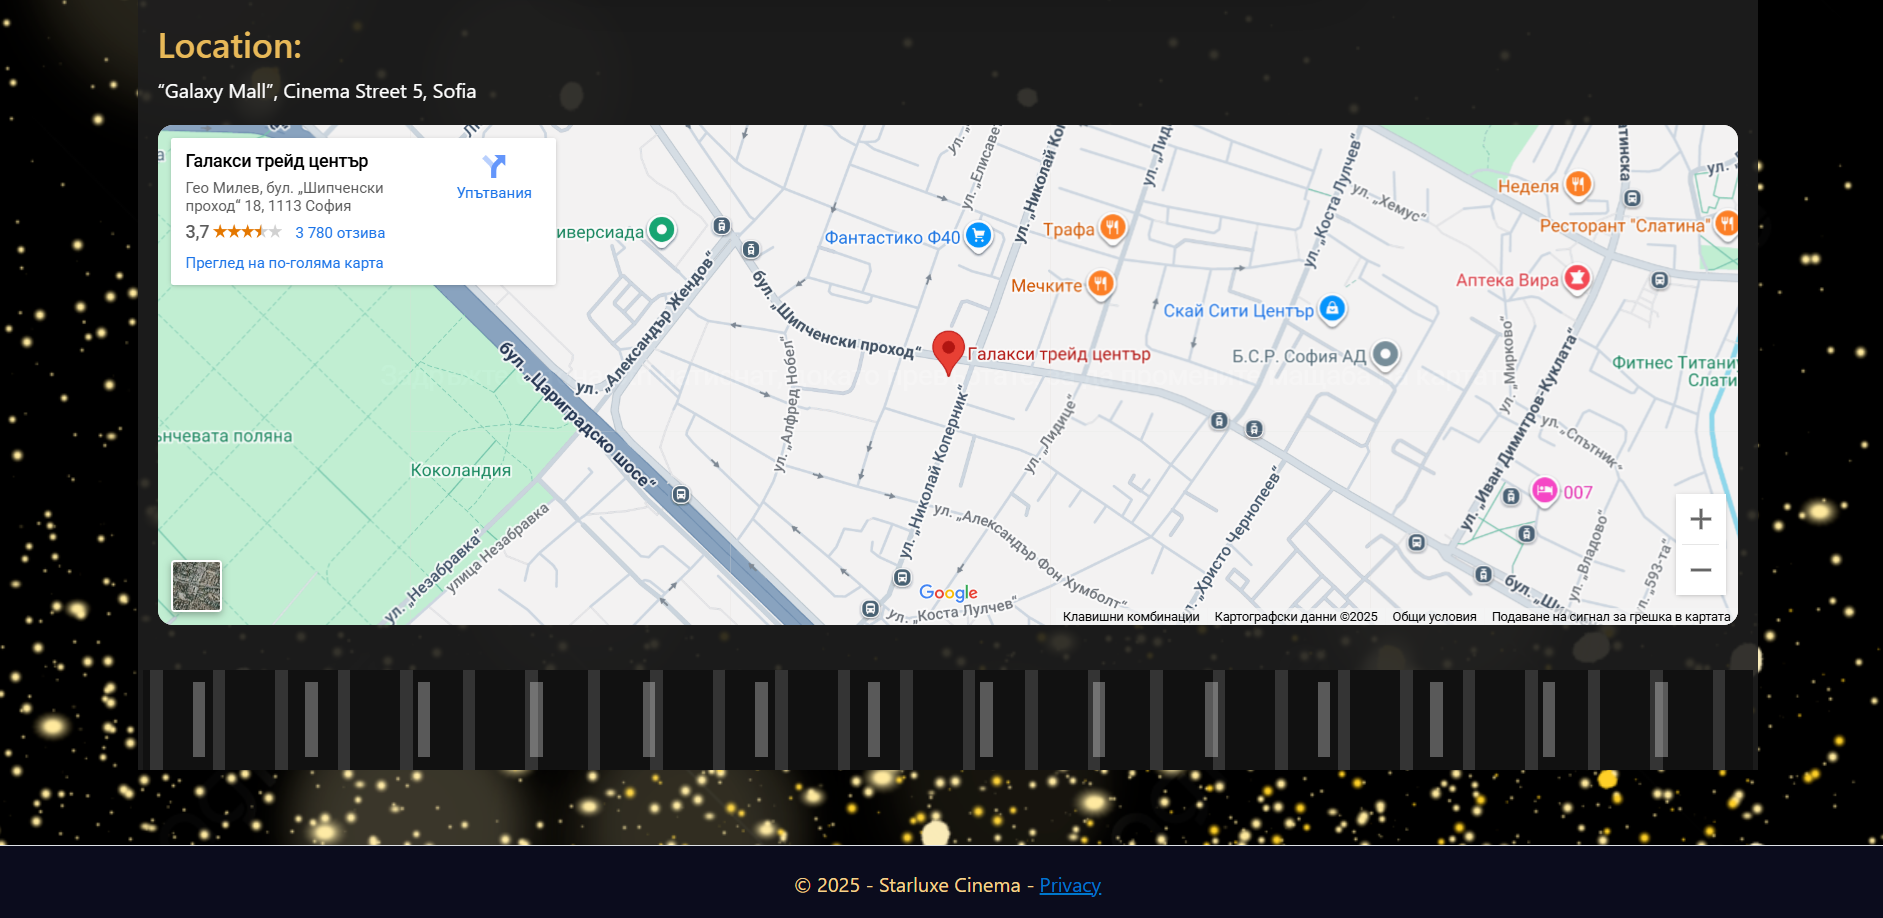 Location:
“Galaxy Mall”, Cinema Street 5, Sofia
Галакси трейд център
Гео Милев, бул. „Шипченски
проход“ 18, 1113 София
3,7
3 780 отзива
Преглед на по-голяма карта
Упътвания
ул. „Елисавет
ул. „Николай Ко
ул. „Лиди
ул. „Коста Лулчев“
ул. „Хемус“
Неделя
Ресторант "Слатина"
иверсиада
Фантастико Ф40
Трафа
Мечките
Аптека Вира
Скай Сити Център
бул. „Шипченски проход“
Галакси трейд център
Б.С.Р. София АД
ул. „Мирково“
Фитнес Титаниу
Слати
ул. „Александър Жендов“
бул. „Цариградско шосе“
ул. „Алфред Нобел“
ул. „Николай Коперник“
ул. „Лидице“
ул. „Иван Димитров-Куклата“
ул. „Спътник“
ънчевата поляна
Коколандия
007
ул. „Незабравка“
улица Незабравка
ул. „Александър Фон Хумболт“
ул. „Христо Чернопеев“
ул. „Владово“
ул. „593-та“
бул. „Ши
ул. „Коста Лулчев“
Google
Клавишни комбинации
Картографски данни ©2025
Общи условия
Подаване на сигнал за грешка в картата
© 2025 - Starluxe Cinema - Privacy